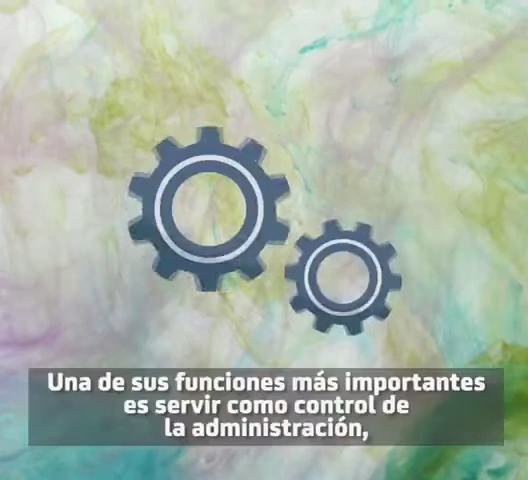 Una de sus funciones más importantes
es servir como control de
la administración,